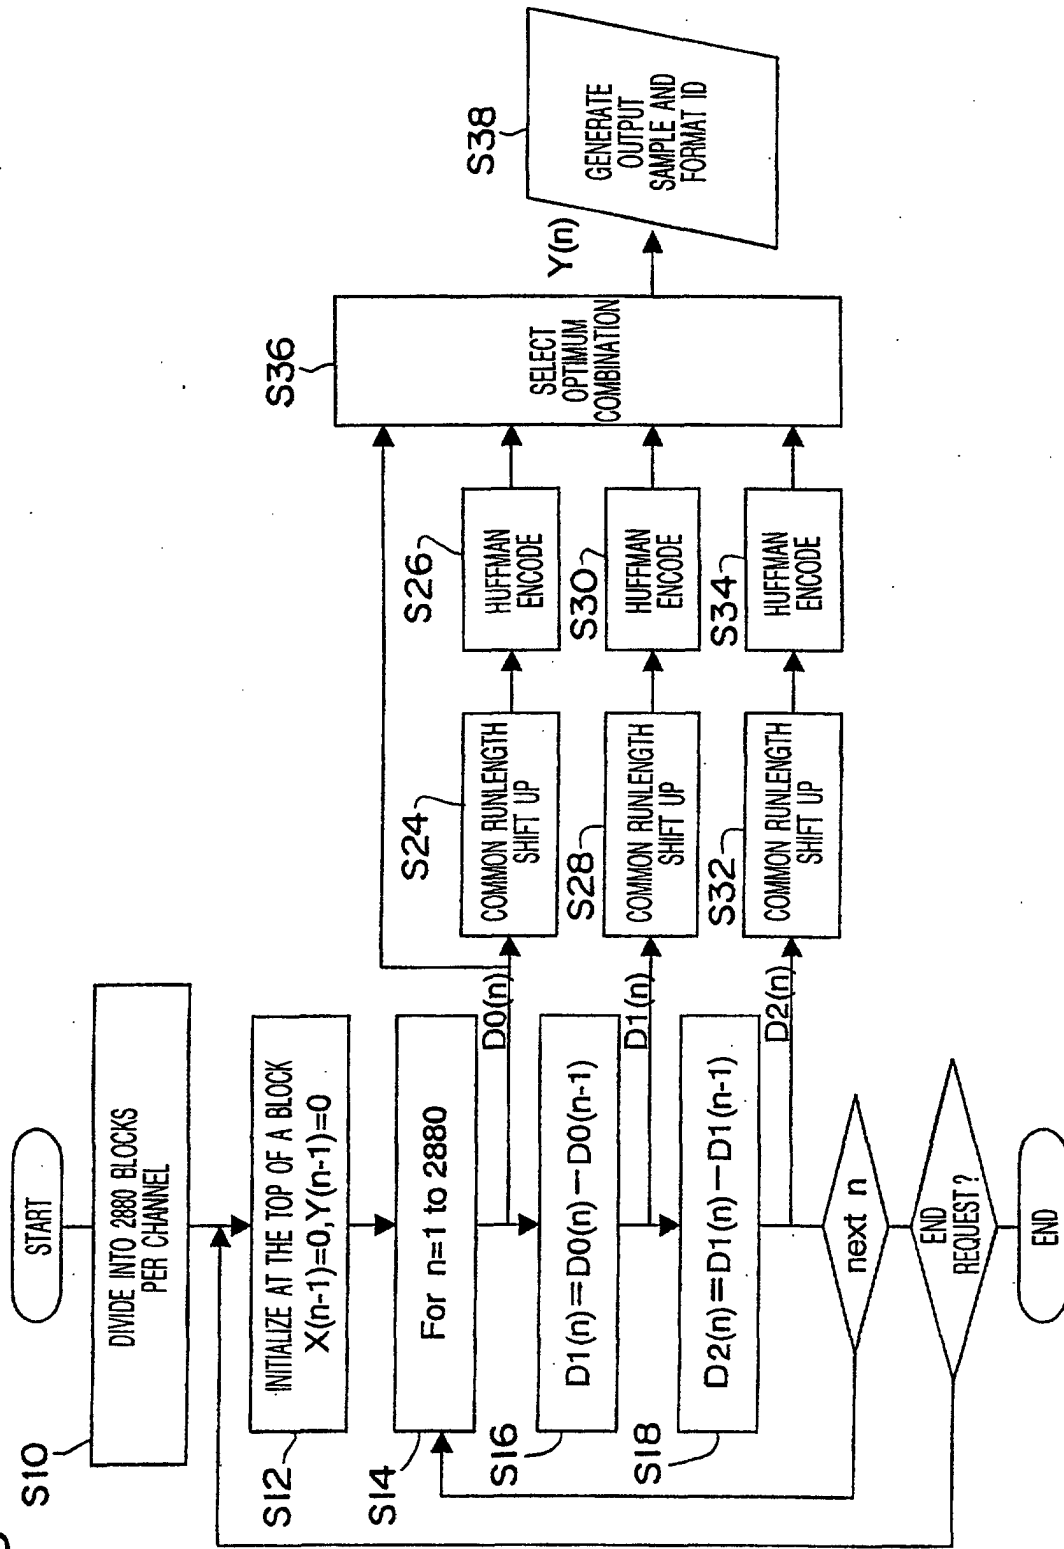 START
S10
DIVIDE INTO 2880 BLOCKS
PER CHANNEL
S12
INITIALIZE AT THE TOP OF A BLOCK
X(n-1)=0,Y(n-1)=0
S14
For n=1 to 2880
D0(n)
S16
D1(n)=D0(n)-D0(n-1)
D1(n)
S18
D2(n)=D1(n)-D1(n-1)
D2(n)
next n
END
REQUEST?
END
S24
COMMON RUNLENGTH
SHIFT UP
S26
HUFFMAN
ENCODE
S28
COMMON RUNLENGTH
SHIFT UP
S30
HUFFMAN
ENCODE
S32
COMMON RUNLENGTH
SHIFT UP
S34
HUFFMAN
ENCODE
S36
SELECT
OPTIMUM
COMBINATION
Y(n)
S38
GENERATE
OUTPUT
SAMPLE AND
FORMAT ID